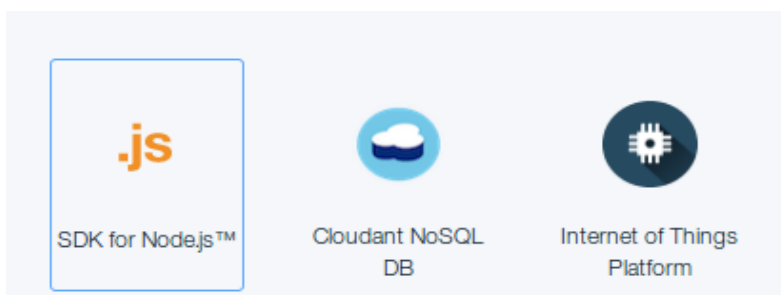 .js
SDK for Node.js™
Cloudant NoSQL
DB
Internet of Things
Platform